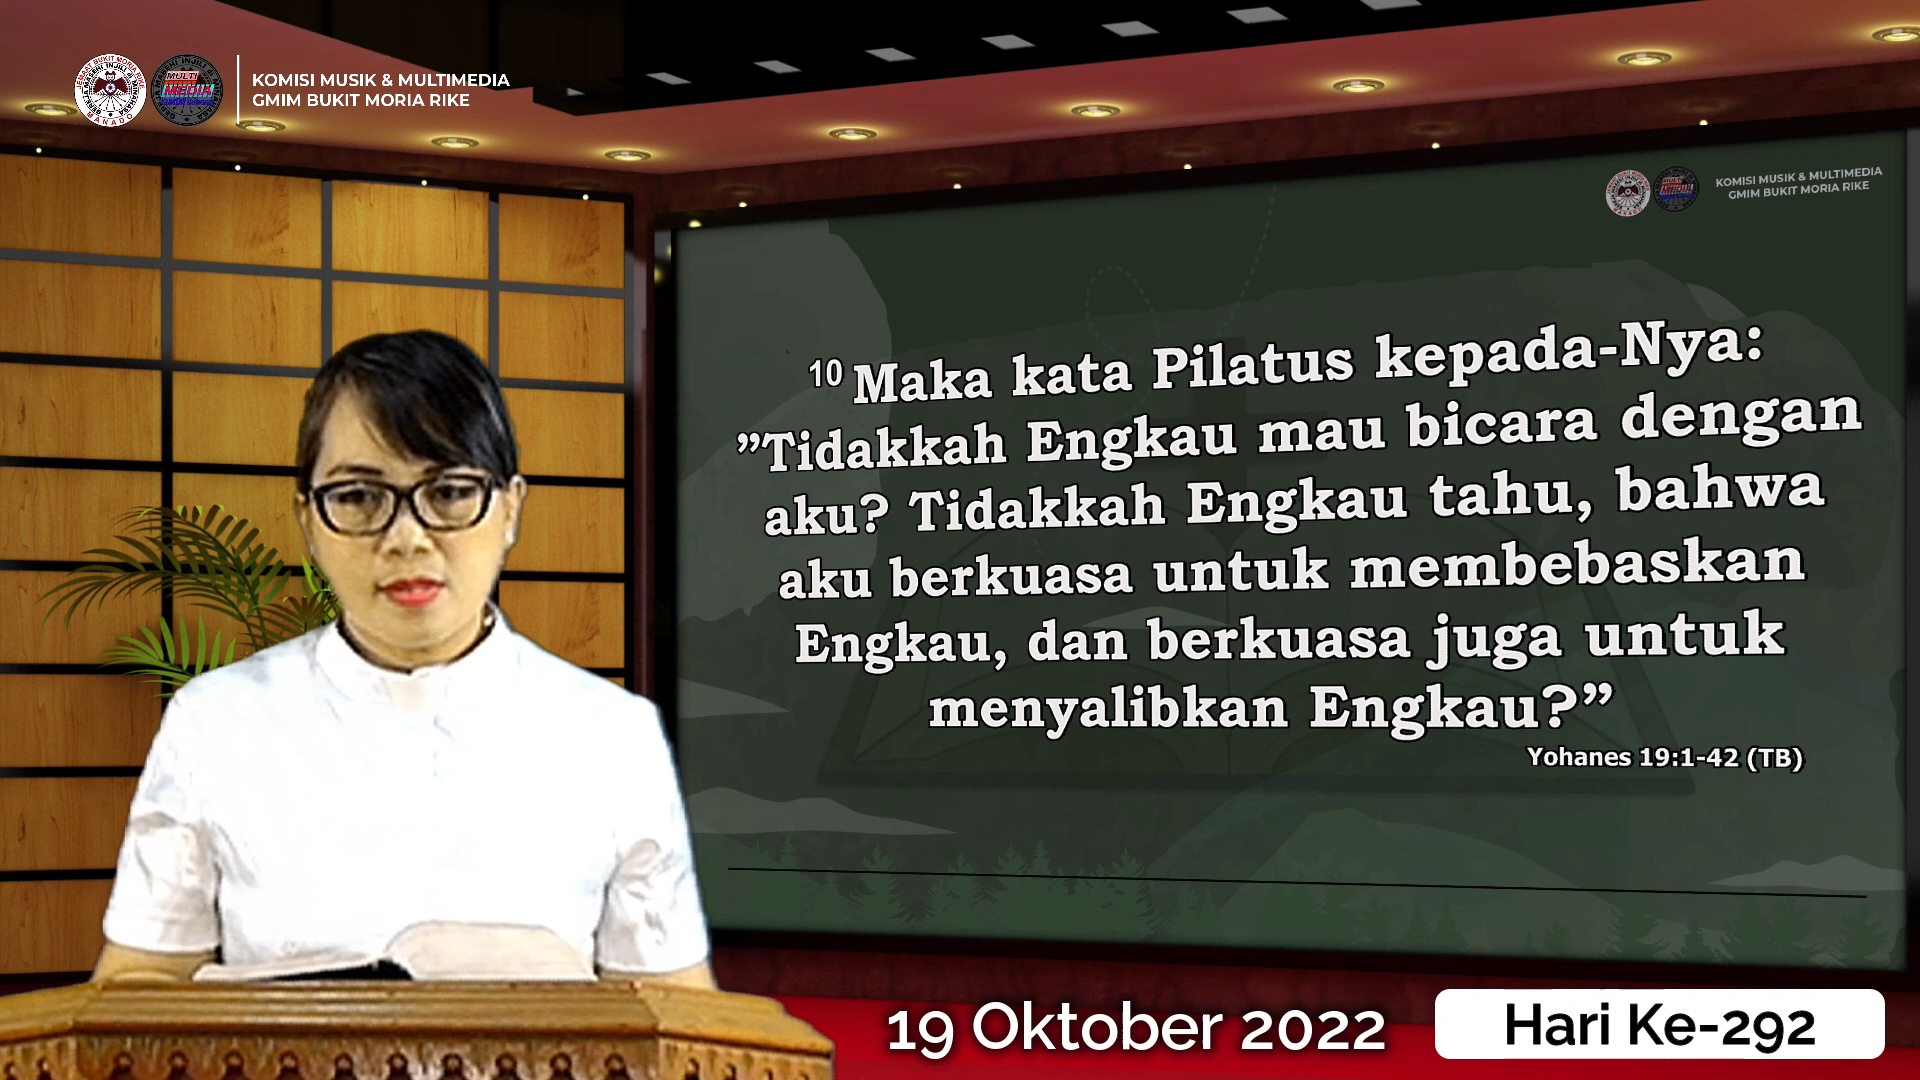 KOMISI MUSIK & MULTIMEDIA
GMIM BUKIT MORIA RIKE
KOMISI MUSIK & MULTIMEDIA
GMIM BUKIT MORIA RIKE
10 Maka kata Pilatus kepada-Nya:
”Tidakkah Engkau mau bicara dengan
aku? Tidakkah Engkau tahu, bahwa
aku berkuasa untuk membebaskan
Engkau, dan berkuasa juga untuk
menyalibkan Engkau?”
Yohanes 19:1-42 (TB)
19 Oktober 2022
Hari Ke-292